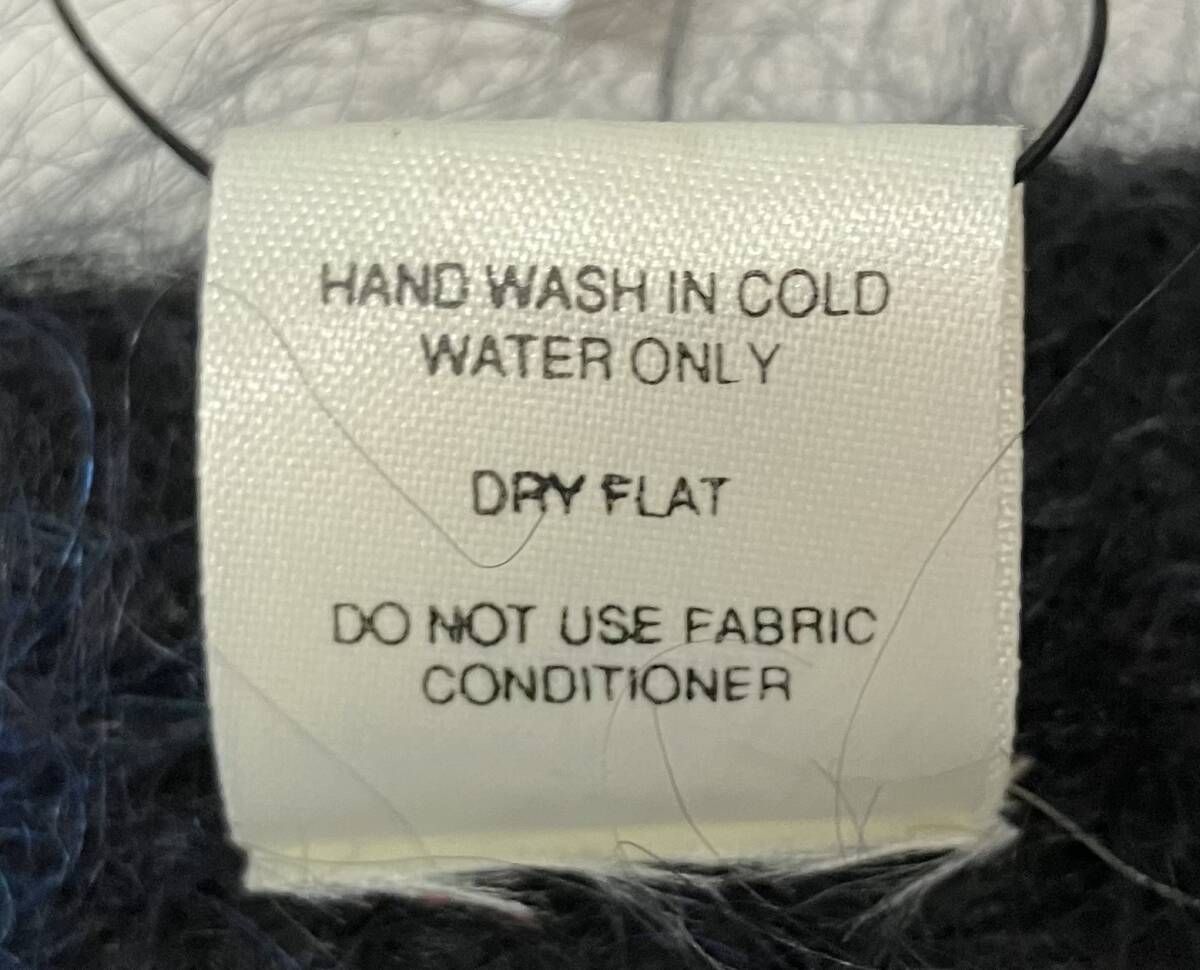 HAND WASH IN COLD
WATER ONLY
DRY FLAT
DO NOT USE FABRIC
CONDITIONER